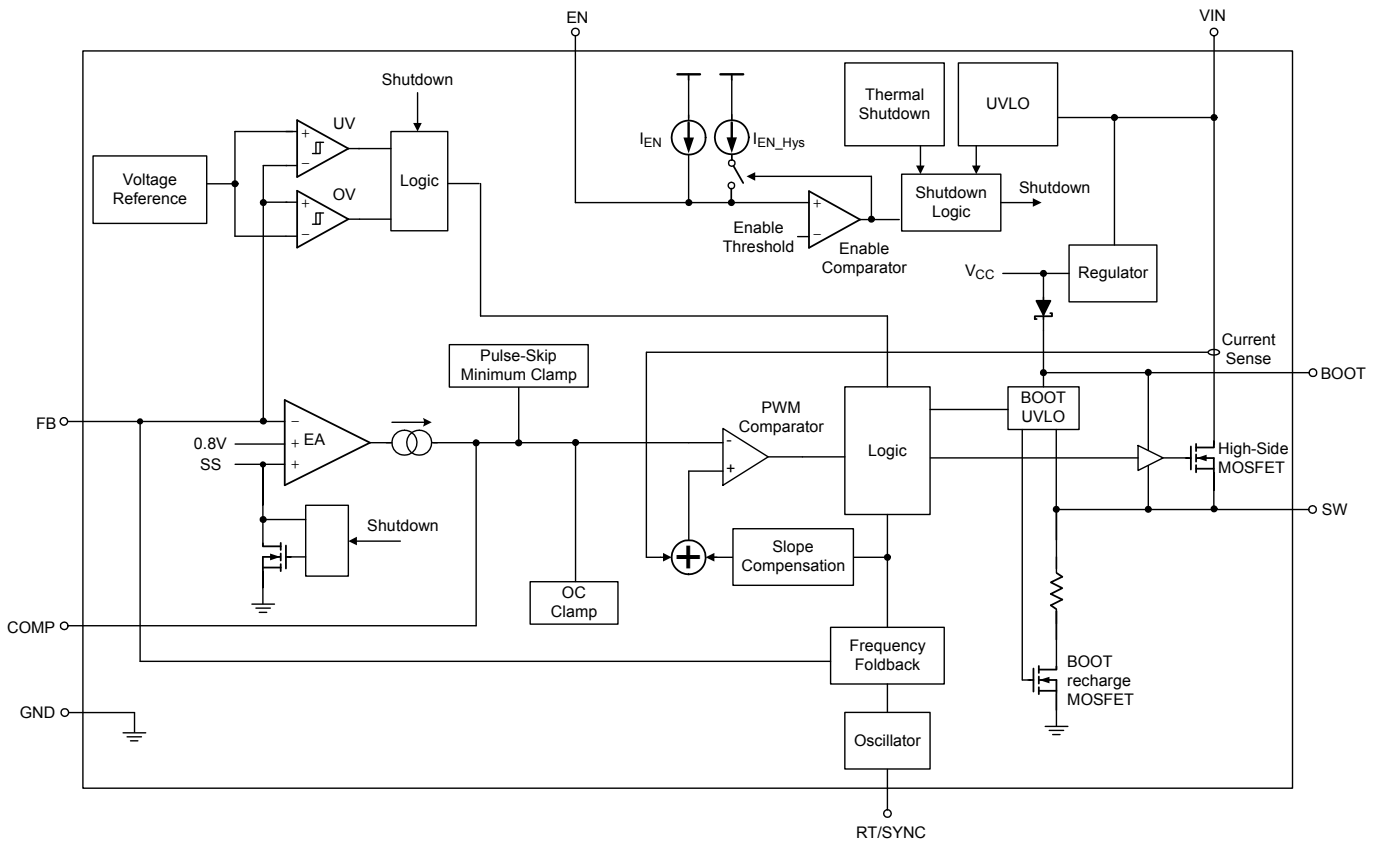 EN
VIN
Shutdown
UV
+
−
Logic
Voltage
Reference
OV
+
−
I_EN
I_EN_Hys
Thermal
Shutdown
UVLO
Shutdown
Logic
Shutdown
+
−
Enable
Threshold
Enable
Comparator
V_CC
Regulator
Current
Sense
BOOT
Pulse-Skip
Minimum Clamp
BOOT
UVLO
PWM
Comparator
FB
−
0.8V
+
EA
SS
+
-
+
Logic
High-Side
MOSFET
SW
Shutdown
+
Slope
Compensation
OC
Clamp
COMP
Frequency
Foldback
BOOT
recharge
MOSFET
GND
Oscillator
RT/SYNC